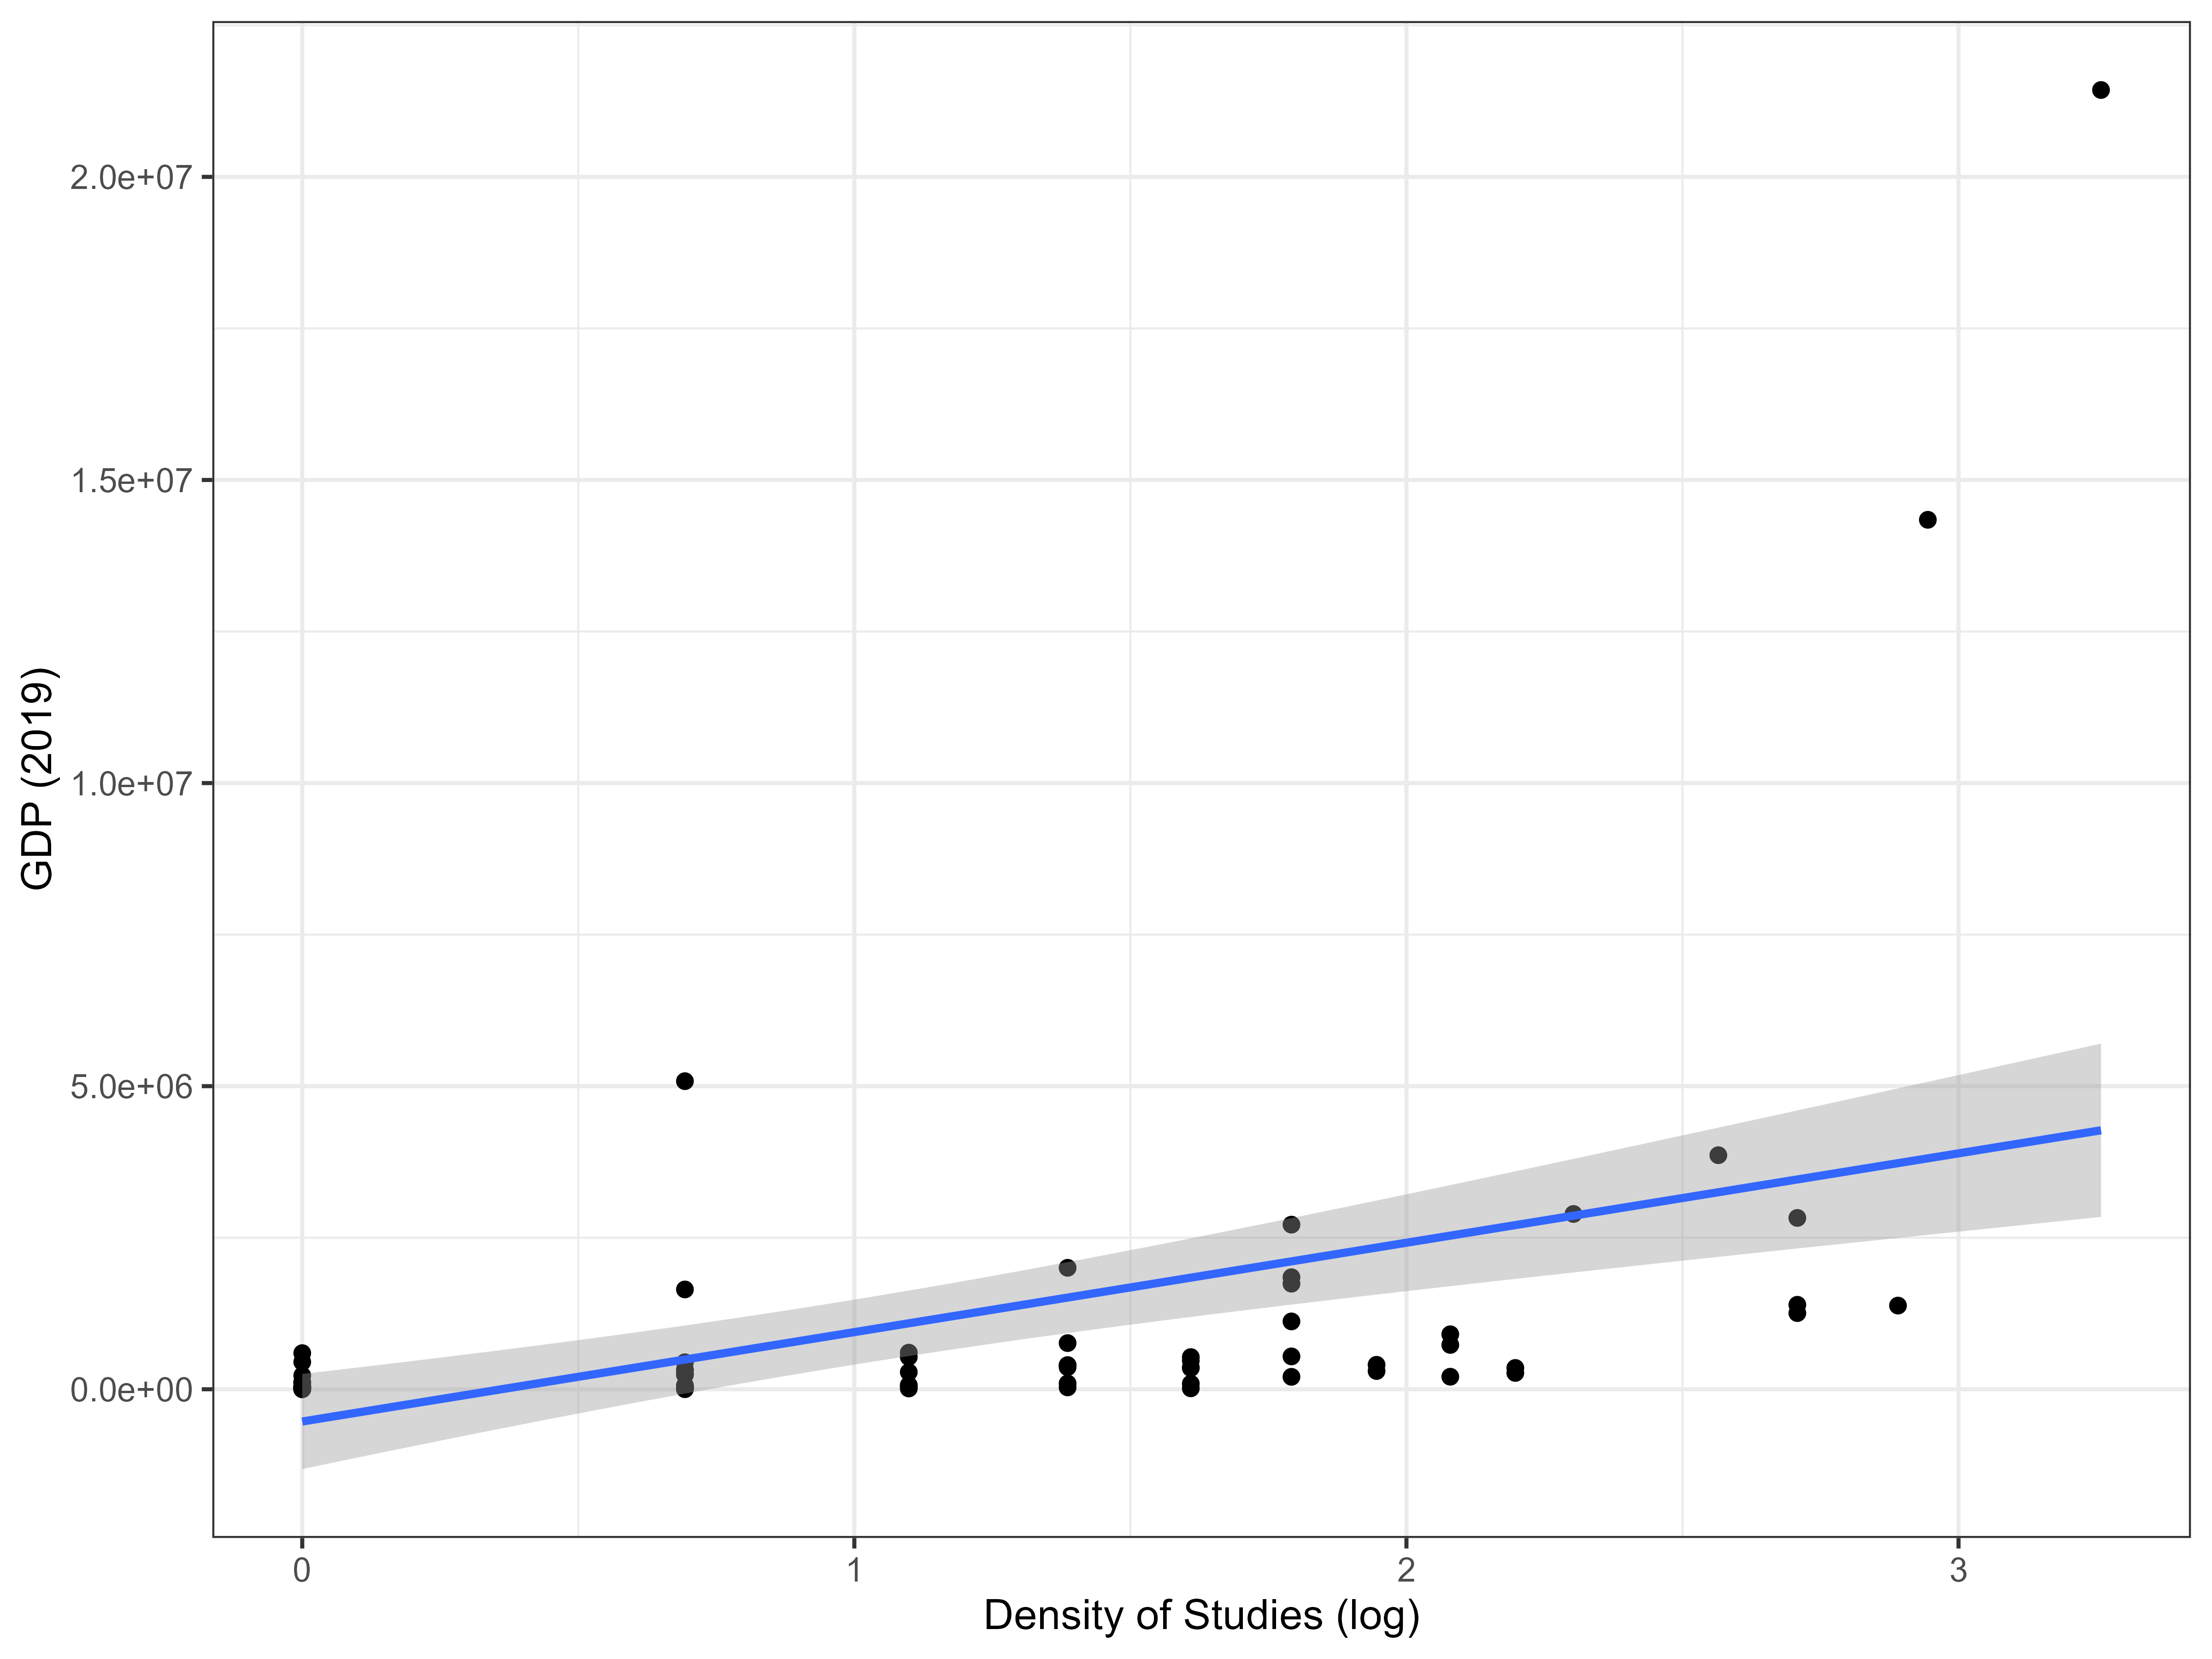 GDP (2019)
2.0e+07
1.5e+07
1.0e+07
5.0e+06
0.0e+00
0 1 2 3
Density of Studies (log)